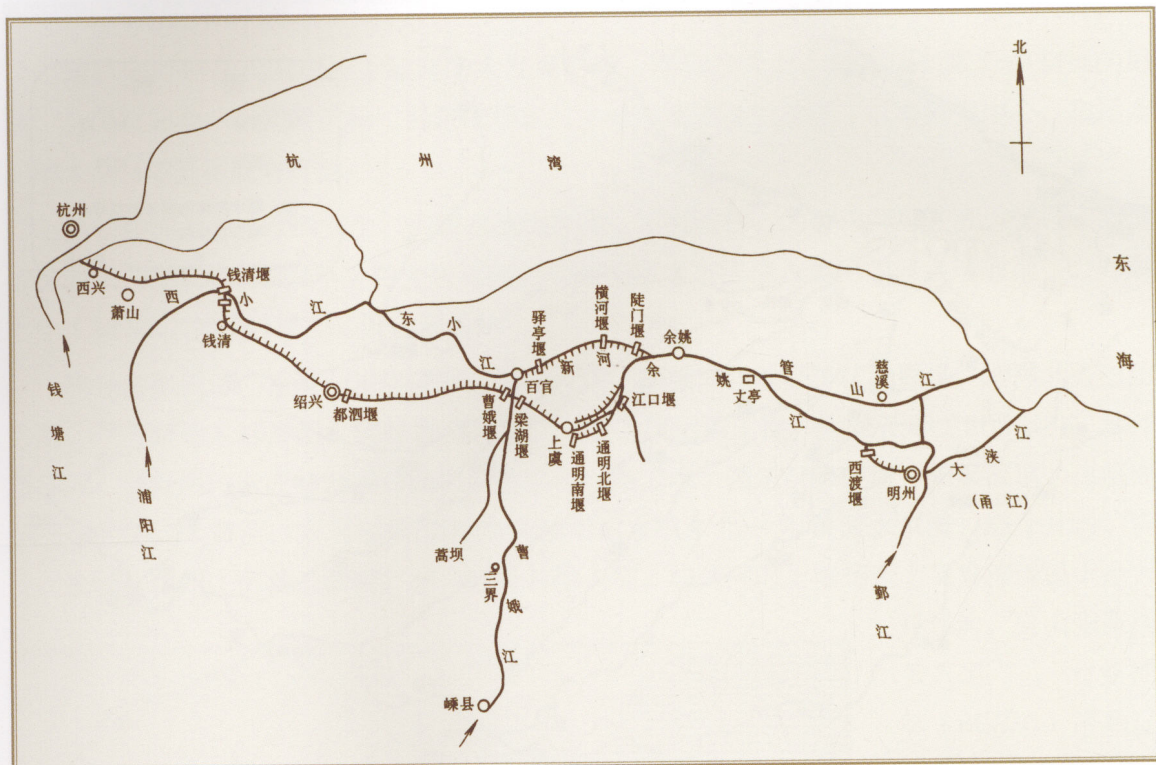 北
杭州湾
杭州
东海
钱清堰
西兴
萧山
西小江
东小江
钱清
驿亭堰
横河堰
陡门堰
新河
余姚
余姚江
丈亭
管山江
慈溪
百官
绍兴
都泗堰
曹娥堰
梁湖堰
上虞
通明南堰
通明北堰
江口堰
西渡堰
明州
大浃江
(甬江)
钱塘江
浦阳江
蒿坝
三界
曹娥江
鄞江
嵊县